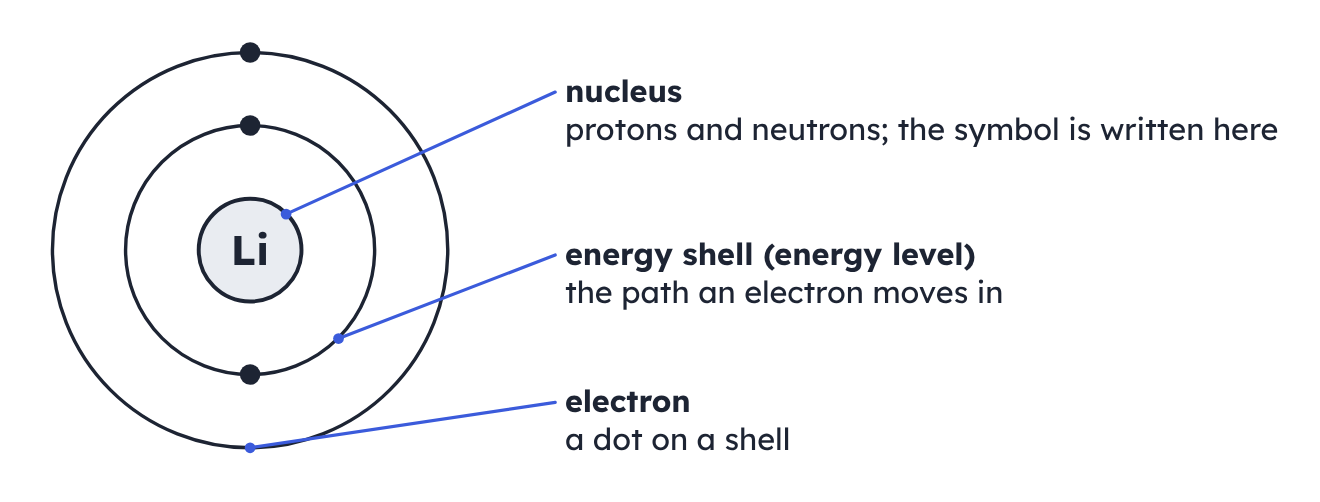 nucleus
protons and neutrons; the symbol is written here
Li
energy shell (energy level)
the path an electron moves in
electron
a dot on a shell